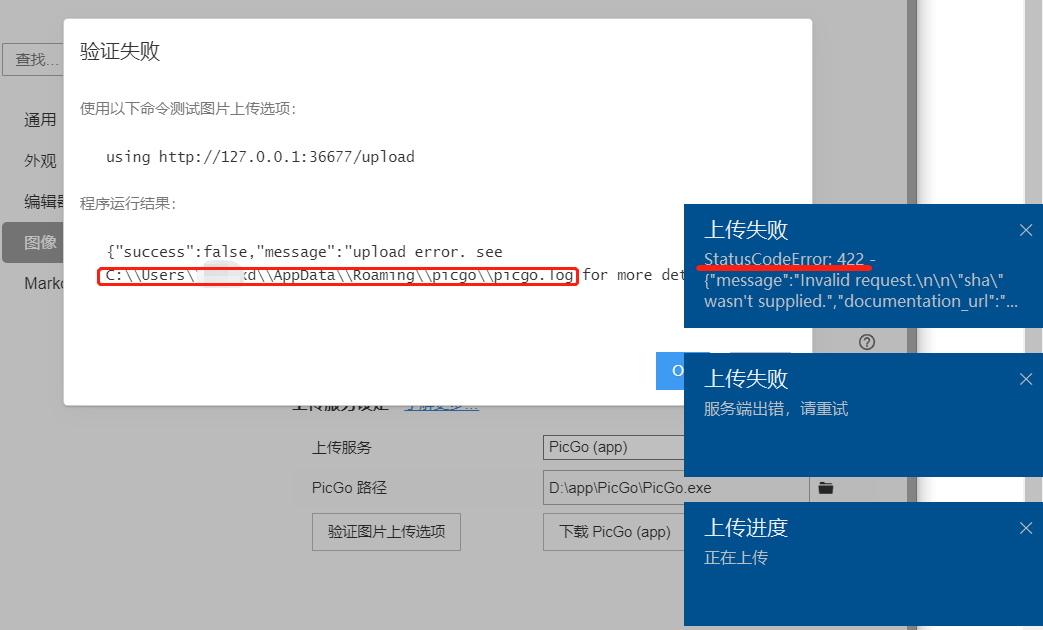 验证失败
查找...
使用以下命令测试图片上传选项:
通用
using http://127.0.0.1:36677/upload
外观
程序运行结果:
编辑器
图像
{"success":false,"message":"upload error. see
C:\\Users\ d\\AppData\\Roaming\\picgo\\picgo.log for more det
上传失败
StatusCodeError: 422 -
{"message":"Invalid request.\n\n\"sha\"
wasn't supplied.","documentation_url":"...
上传失败
服务端出错，请重试
上传服务设定 了解更多...
上传服务
PicGo (app)
PicGo 路径
D:\app\PicGo\PicGo.exe
验证图片上传选项
下载 PicGo (app)
上传进度
正在上传